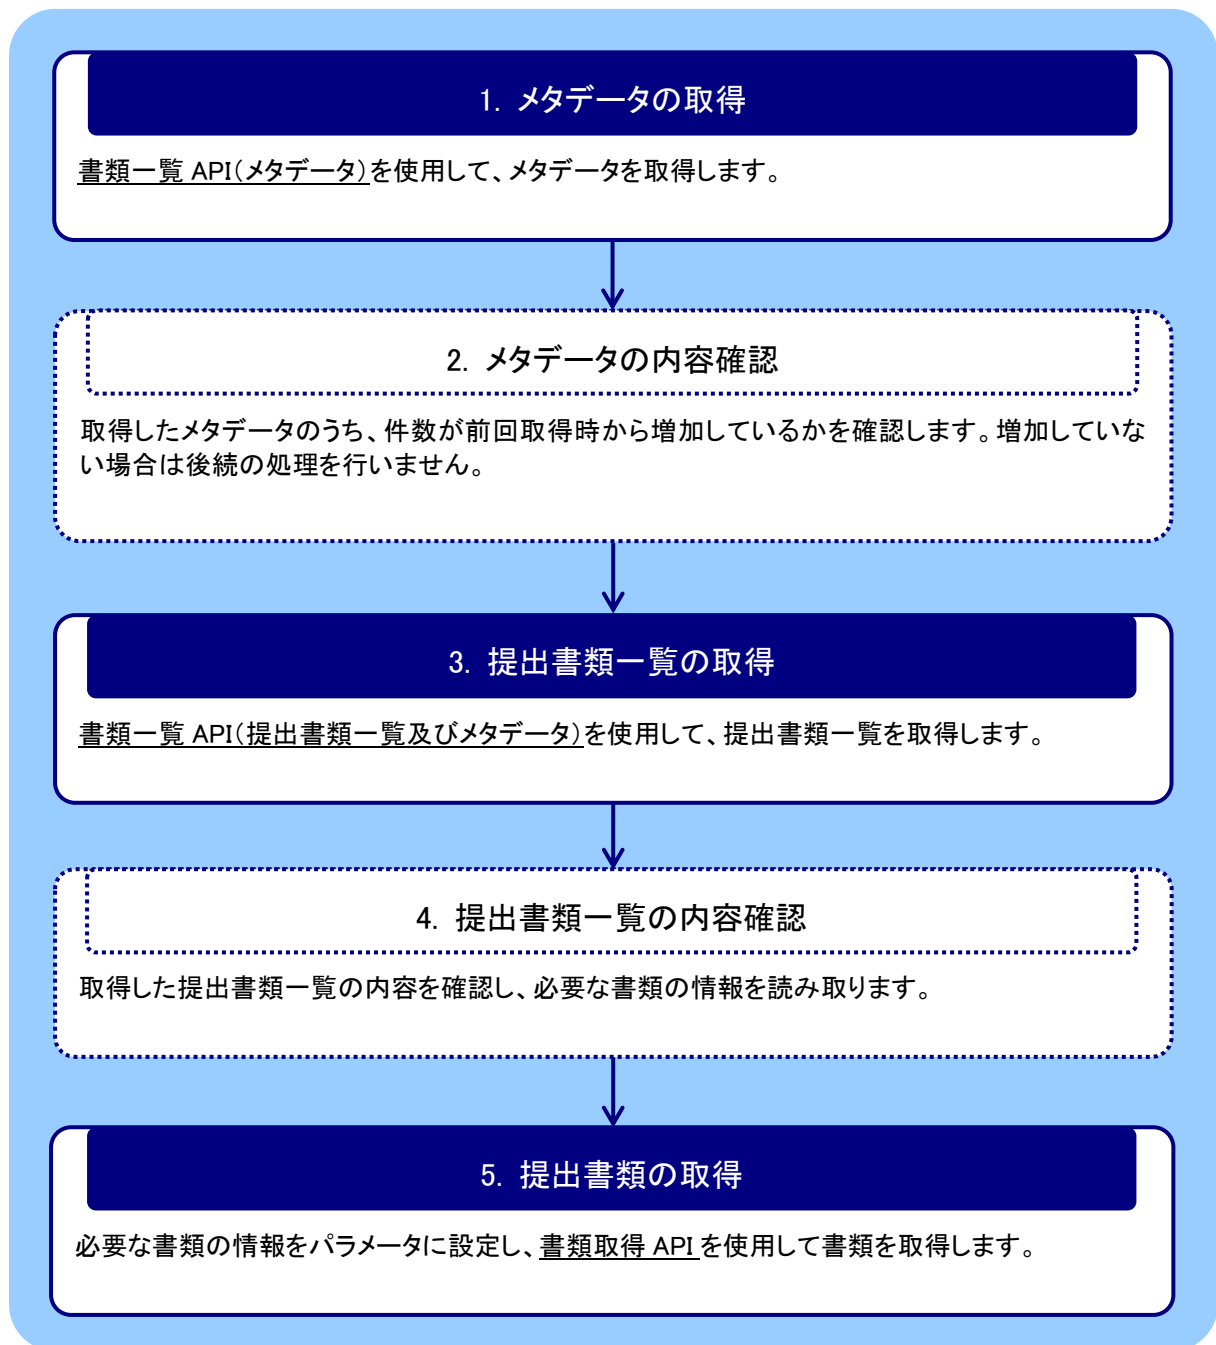 1. メタデータの取得
書類一覧 API(メタデータ)を使用して、メタデータを取得します。
2. メタデータの内容確認
取得したメタデータのうち、件数が前回取得時から増加しているかを確認します。増加していな
い場合は後続の処理を行いません。
3. 提出書類一覧の取得
書類一覧 API(提出書類一覧及びメタデータ)を使用して、提出書類一覧を取得します。
4. 提出書類一覧の内容確認
取得した提出書類一覧の内容を確認し、必要な書類の情報を読み取ります。
5. 提出書類の取得
必要な書類の情報をパラメータに設定し、書類取得 API を使用して書類を取得します。